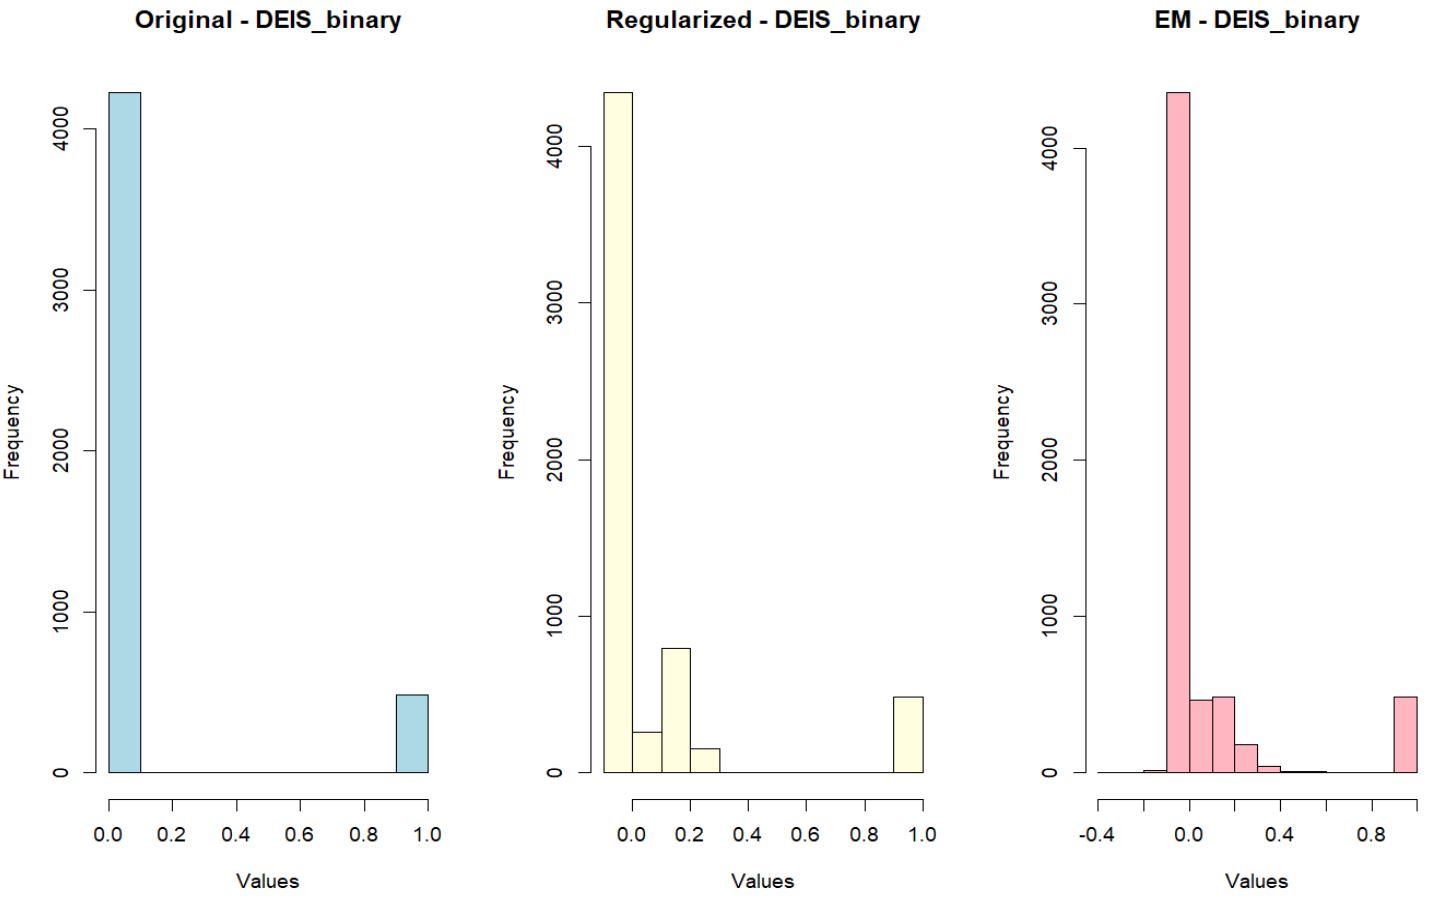 Original - DEIS_binary
Frequency
0
1000
2000
3000
4000
0.0 0.2 0.4 0.6 0.8 1.0
Values
Regularized - DEIS_binary
Frequency
0
1000
2000
3000
4000
0.0 0.2 0.4 0.6 0.8 1.0
Values
EM - DEIS_binary
Frequency
0
1000
2000
3000
4000
-0.4 0.0 0.4 0.8
Values